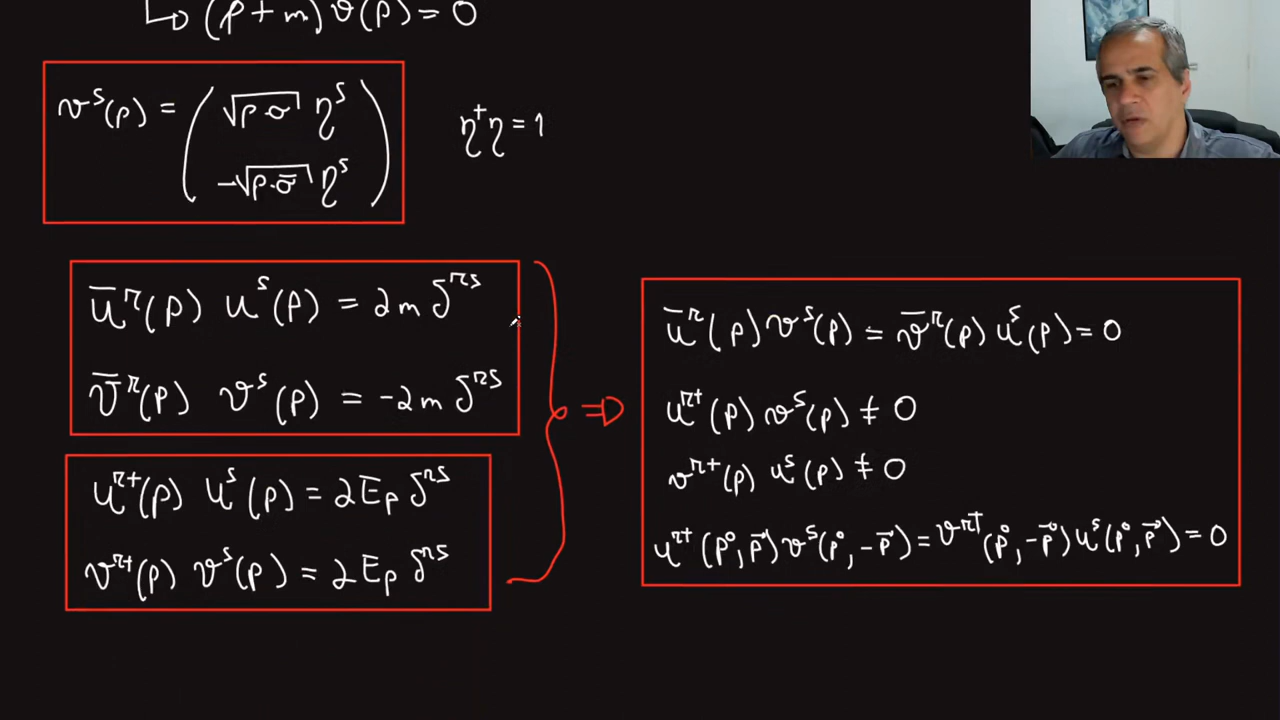 ↳ (p̸ + m) v(p) = 0
v^s(p) = ( √(p·σ) η^s
−√(p·σ̄) η^s )
η†η = 1
ū^r(p) u^s(p) = 2m δ^rs
v̄^r(p) v^s(p) = -2m δ^rs
u^r†(p) u^s(p) = 2E_p δ^rs
v^r†(p) v^s(p) = 2E_p δ^rs
⇒
ū^r(p) v^s(p) = v̄^r(p) u^s(p) = 0
u^r†(p) v^s(p) ≠ 0
v^r†(p) u^s(p) ≠ 0
u^r†(p⁰, p⃗) v^s(p⁰, −p⃗) = v^r†(p⁰, −p⃗) u^s(p⁰, p⃗) = 0